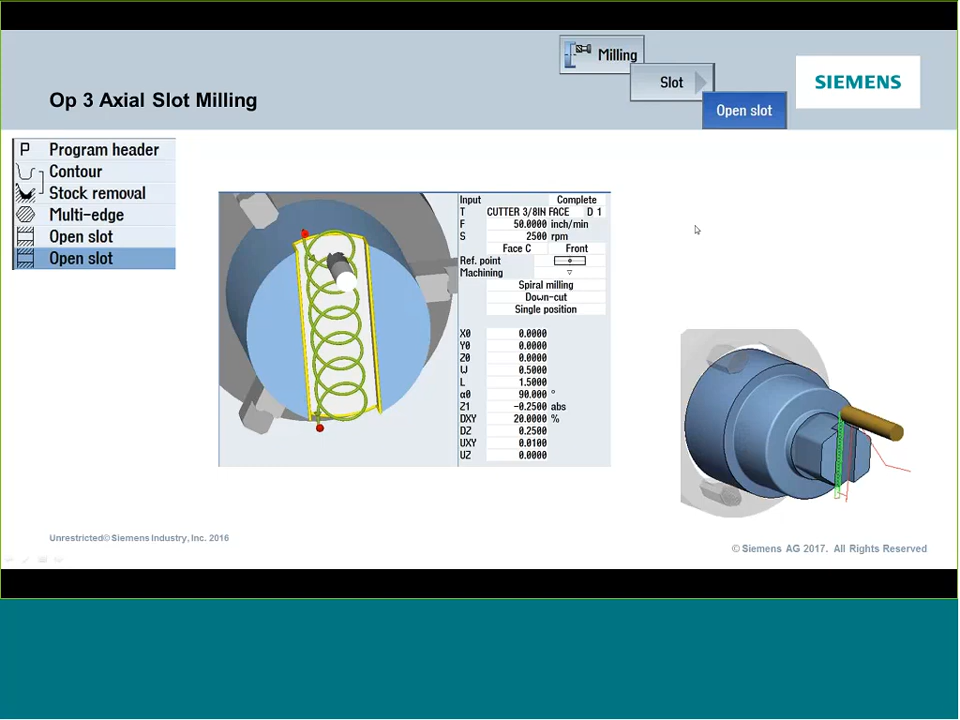 Milling
Slot
SIEMENS
Op 3 Axial Slot Milling
Open slot
P Program header
Contour
Stock removal
Multi-edge
Open slot
Open slot
Input Complete
T CUTTER 3/8IN FACE D 1
F 50.0000 inch/min
S 2500 rpm
Face C Front
Ref. point
Machining ▽
Spiral milling
Down-cut
Single position
X0 0.0000
Y0 0.0000
Z0 0.0000
W 0.5000
L 1.5000
α0 90.000 °
Z1 -0.2500 abs
DXY 20.0000 %
DZ 0.2500
UXY 0.0100
UZ 0.0000
Unrestricted© Siemens Industry, Inc. 2016
© Siemens AG 2017. All Rights Reserved